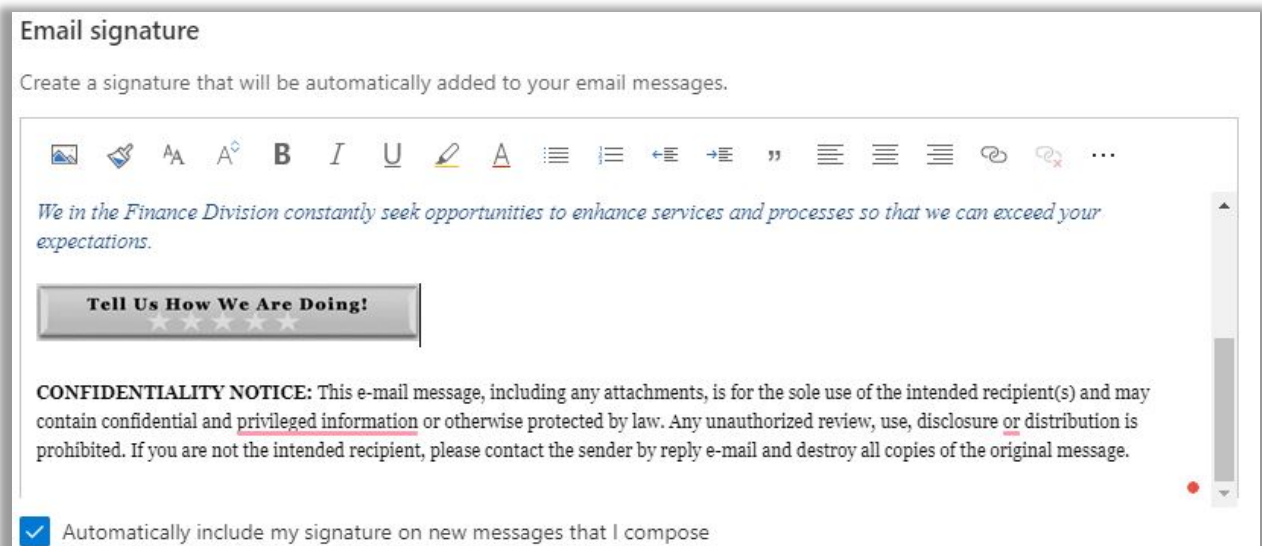 Email signature
Create a signature that will be automatically added to your email messages.
We in the Finance Division constantly seek opportunities to enhance services and processes so that we can exceed your
expectations.
Tell Us How We Are Doing!
CONFIDENTIALITY NOTICE: This e-mail message, including any attachments, is for the sole use of the intended recipient(s) and may
contain confidential and privileged information or otherwise protected by law. Any unauthorized review, use, disclosure or distribution is
prohibited. If you are not the intended recipient, please contact the sender by reply e-mail and destroy all copies of the original message.
Automatically include my signature on new messages that I compose